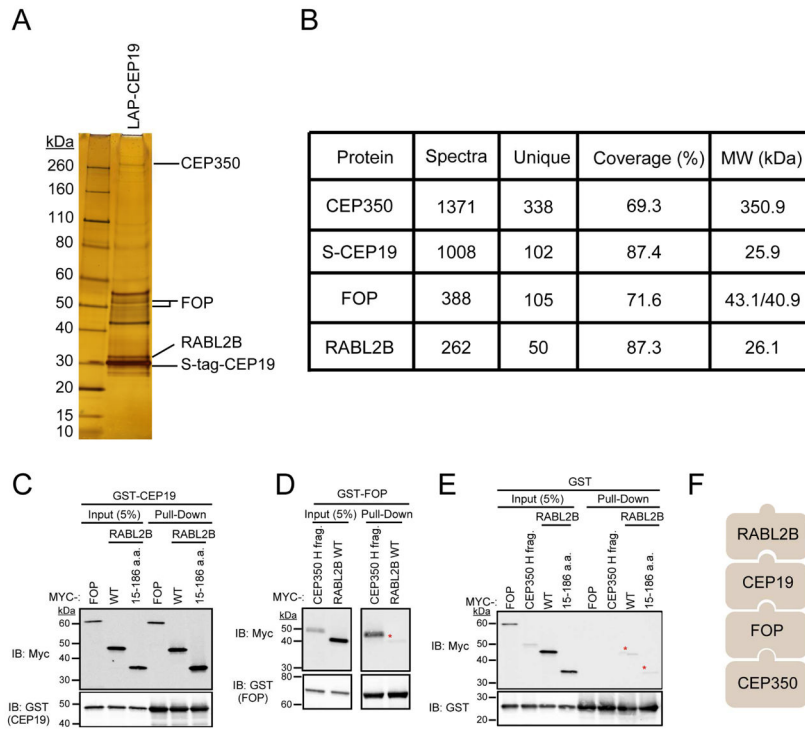 A
LAP-CEP19
kDa
260
160
110
80
60
50
40
30
20
15
10
CEP350
FOP
RABL2B
S-tag-CEP19
B
Protein Spectra Unique Coverage (%) MW (kDa)
CEP350 1371 338 69.3 350.9
S-CEP19 1008 102 87.4 25.9
FOP 388 105 71.6 43.1/40.9
RABL2B 262 50 87.3 26.1
C
GST-CEP19
Input (5%) Pull-Down
RABL2B RABL2B
MYC-: FOP WT 15-186 a.a. FOP WT 15-186 a.a.
kDa
60
50
40
30
IB: Myc
IB: GST
(CEP19)
50
40
D
GST-FOP
Input (5%) Pull-Down
MYC-: CEP350 H frag. RABL2B WT CEP350 H frag. RABL2B WT
kDa
50
40
30
IB: Myc
*
IB: GST
(FOP)
80
60
E
GST
Input (5%) Pull-Down
RABL2B RABL2B
MYC-: FOP CEP350 H frag. WT 15-186 a.a. FOP CEP350 H frag. WT 15-186 a.a.
kDa
60
50
40
30
IB: Myc
* *
IB: GST
30
20
F
RABL2B
CEP19
FOP
CEP350